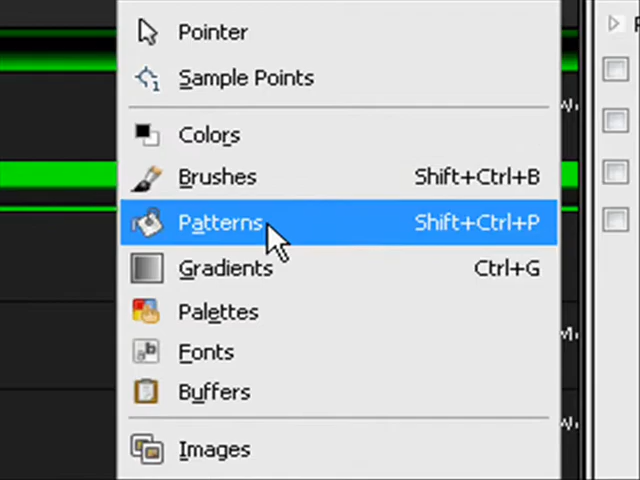 Pointer
Sample Points
Colors
Brushes Shift+Ctrl+B
Patterns Shift+Ctrl+P
Gradients Ctrl+G
Palettes
Fonts
Buffers
Images